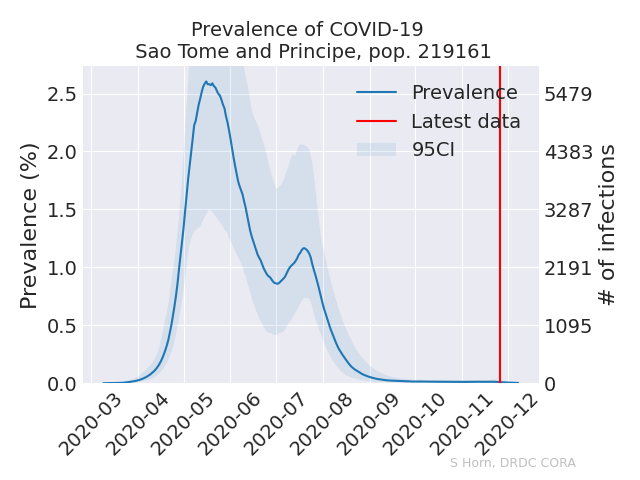 Prevalence of COVID-19
Sao Tome and Principe, pop. 219161
Prevalence
Latest data
95CI
Prevalence (%)
2.5
2.0
1.5
1.0
0.5
0.0
5479
4383
3287
2191
1095
0
# of infections
2020-03
2020-04
2020-05
2020-06
2020-07
2020-08
2020-09
2020-10
2020-11
2020-12
S Horn, DRDC CORA